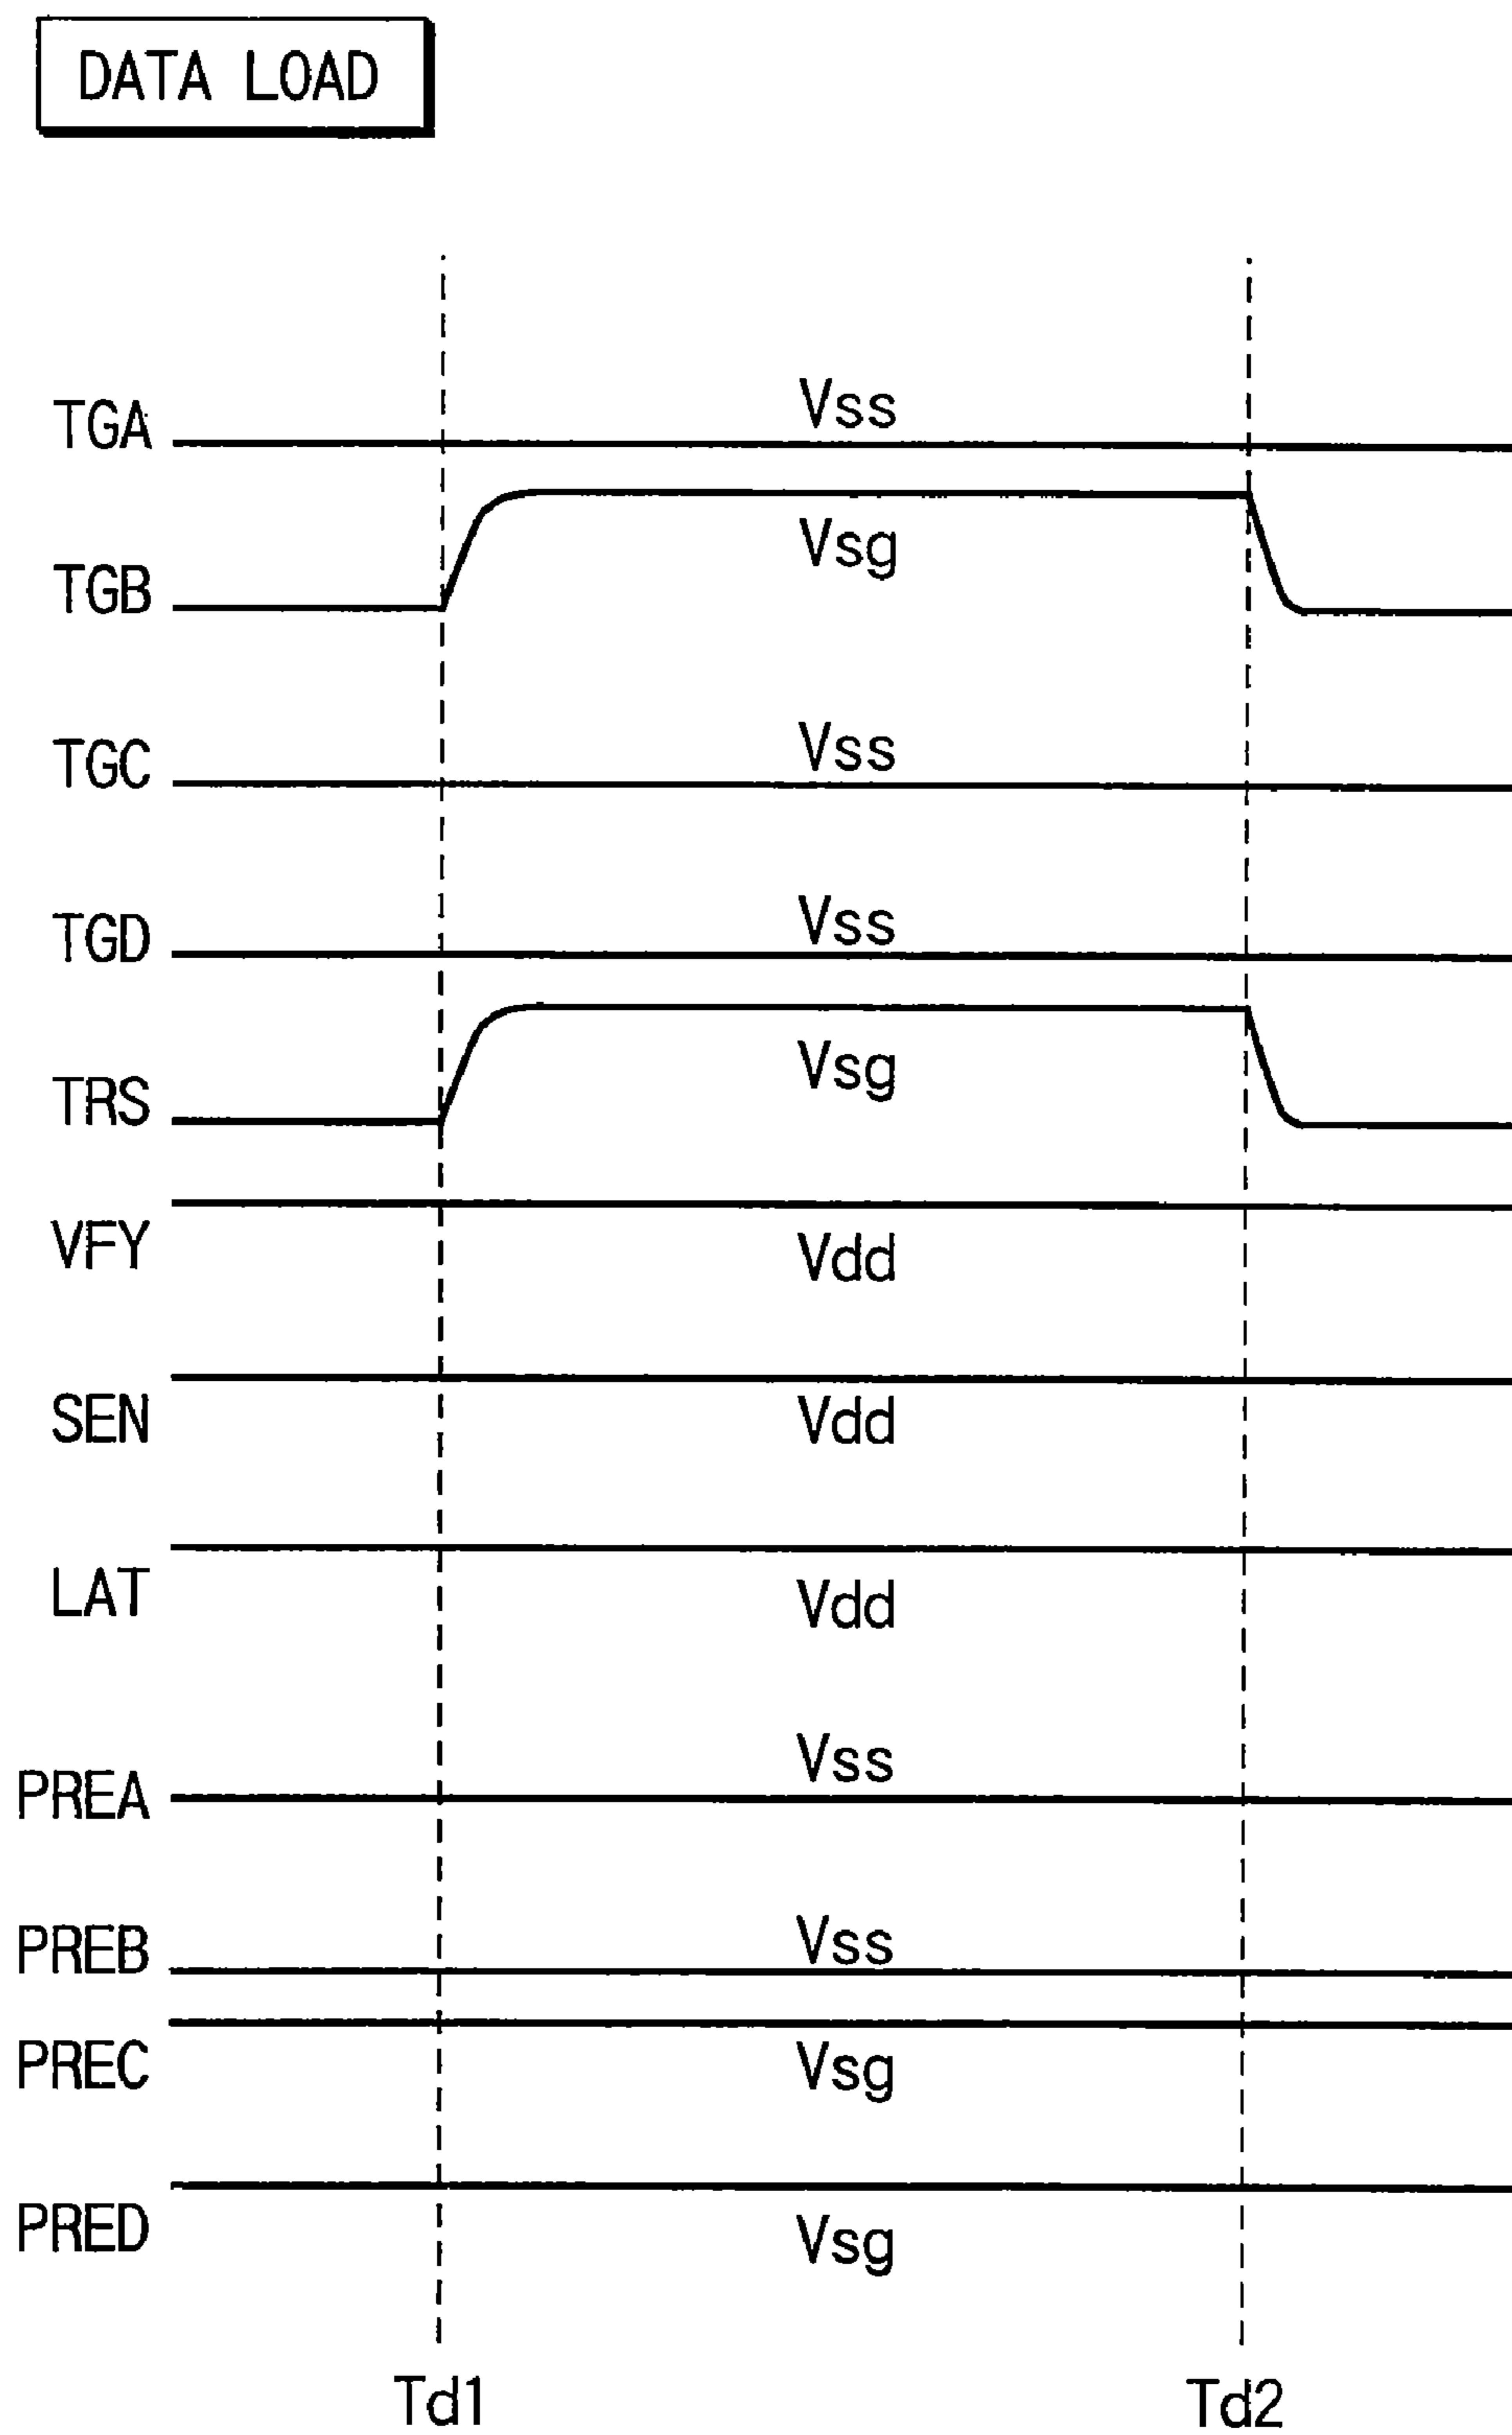 DATA LOAD
TGA Vss
TGB Vsg
TGC Vss
TGD Vss
TRS Vsg
VFY Vdd
SEN Vdd
LAT Vdd
PREA Vss
PREB Vss
PREC Vsg
PRED Vsg
Td1 Td2